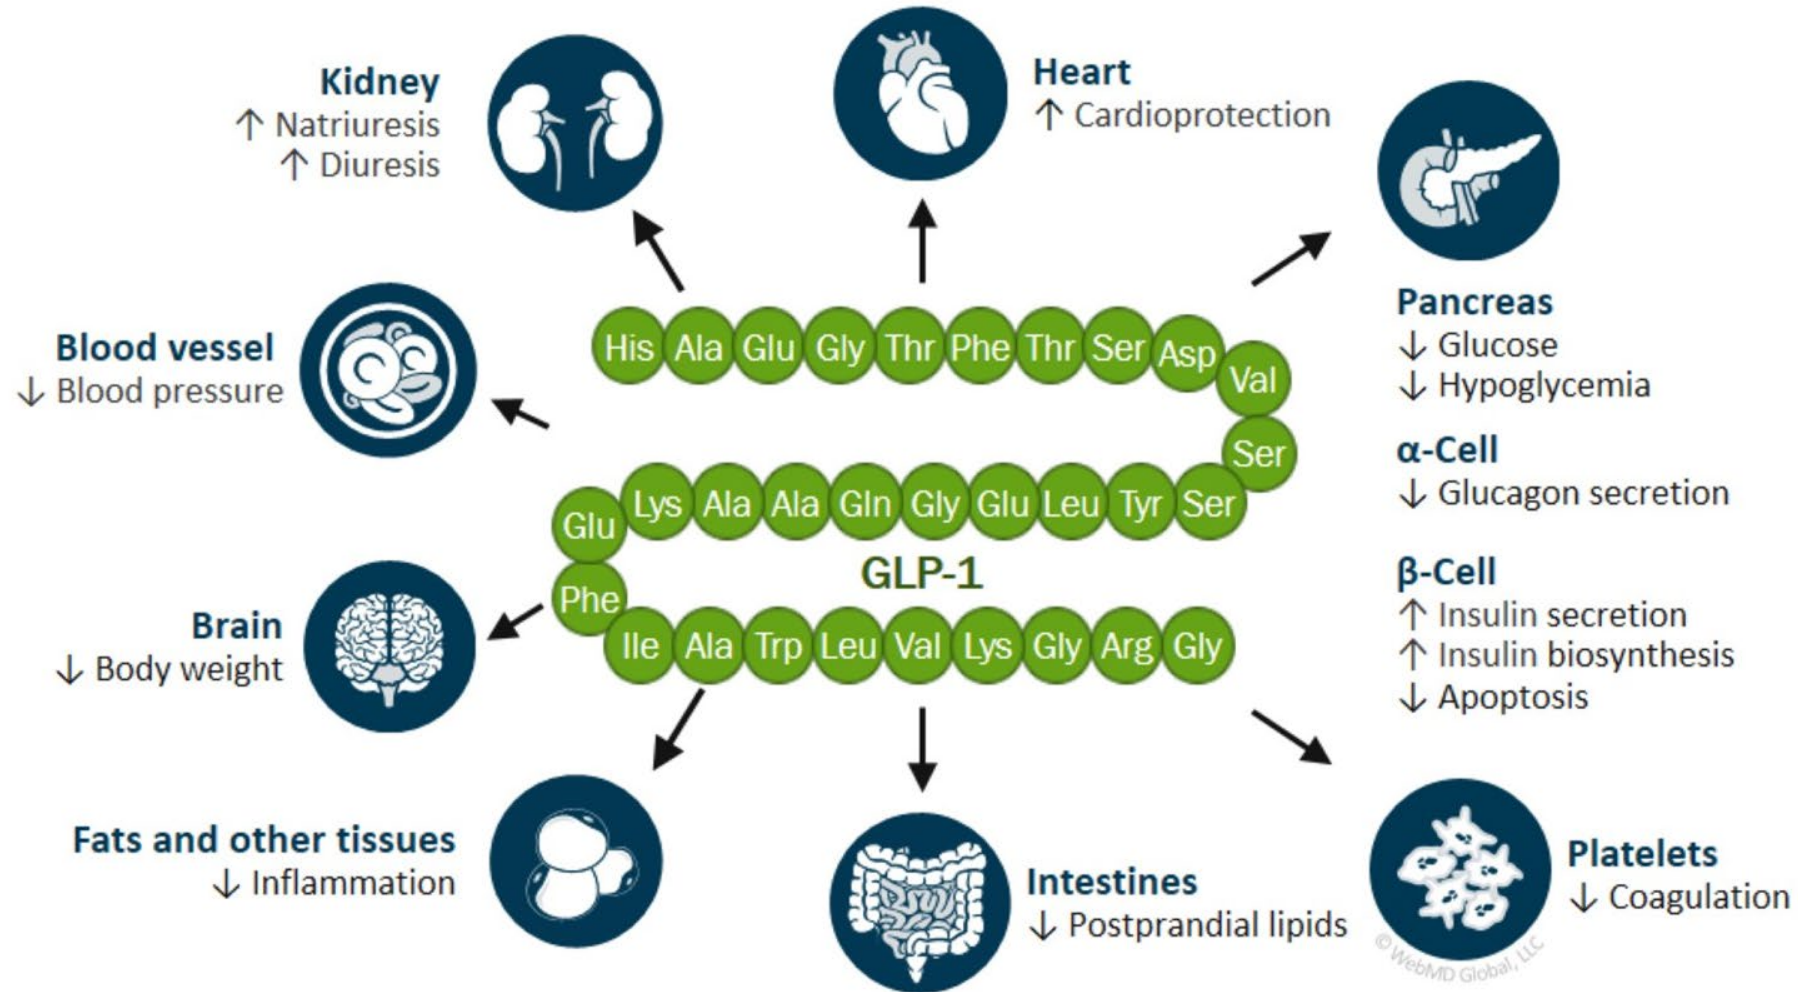 Kidney
↑ Natriuresis
↑ Diuresis
Heart
↑ Cardioprotection
Pancreas
↓ Glucose
↓ Hypoglycemia
α-Cell
↓ Glucagon secretion
β-Cell
↑ Insulin secretion
↑ Insulin biosynthesis
↓ Apoptosis
Blood vessel
↓ Blood pressure
His Ala Glu Gly Thr Phe Thr Ser Asp Val
Ser
Glu Lys Ala Ala Gln Gly Glu Leu Tyr Ser
GLP-1
Phe
Ile Ala Trp Leu Val Lys Gly Arg Gly
Brain
↓ Body weight
Fats and other tissues
↓ Inflammation
Intestines
↓ Postprandial lipids
Platelets
↓ Coagulation
© WebMD Global, LLC